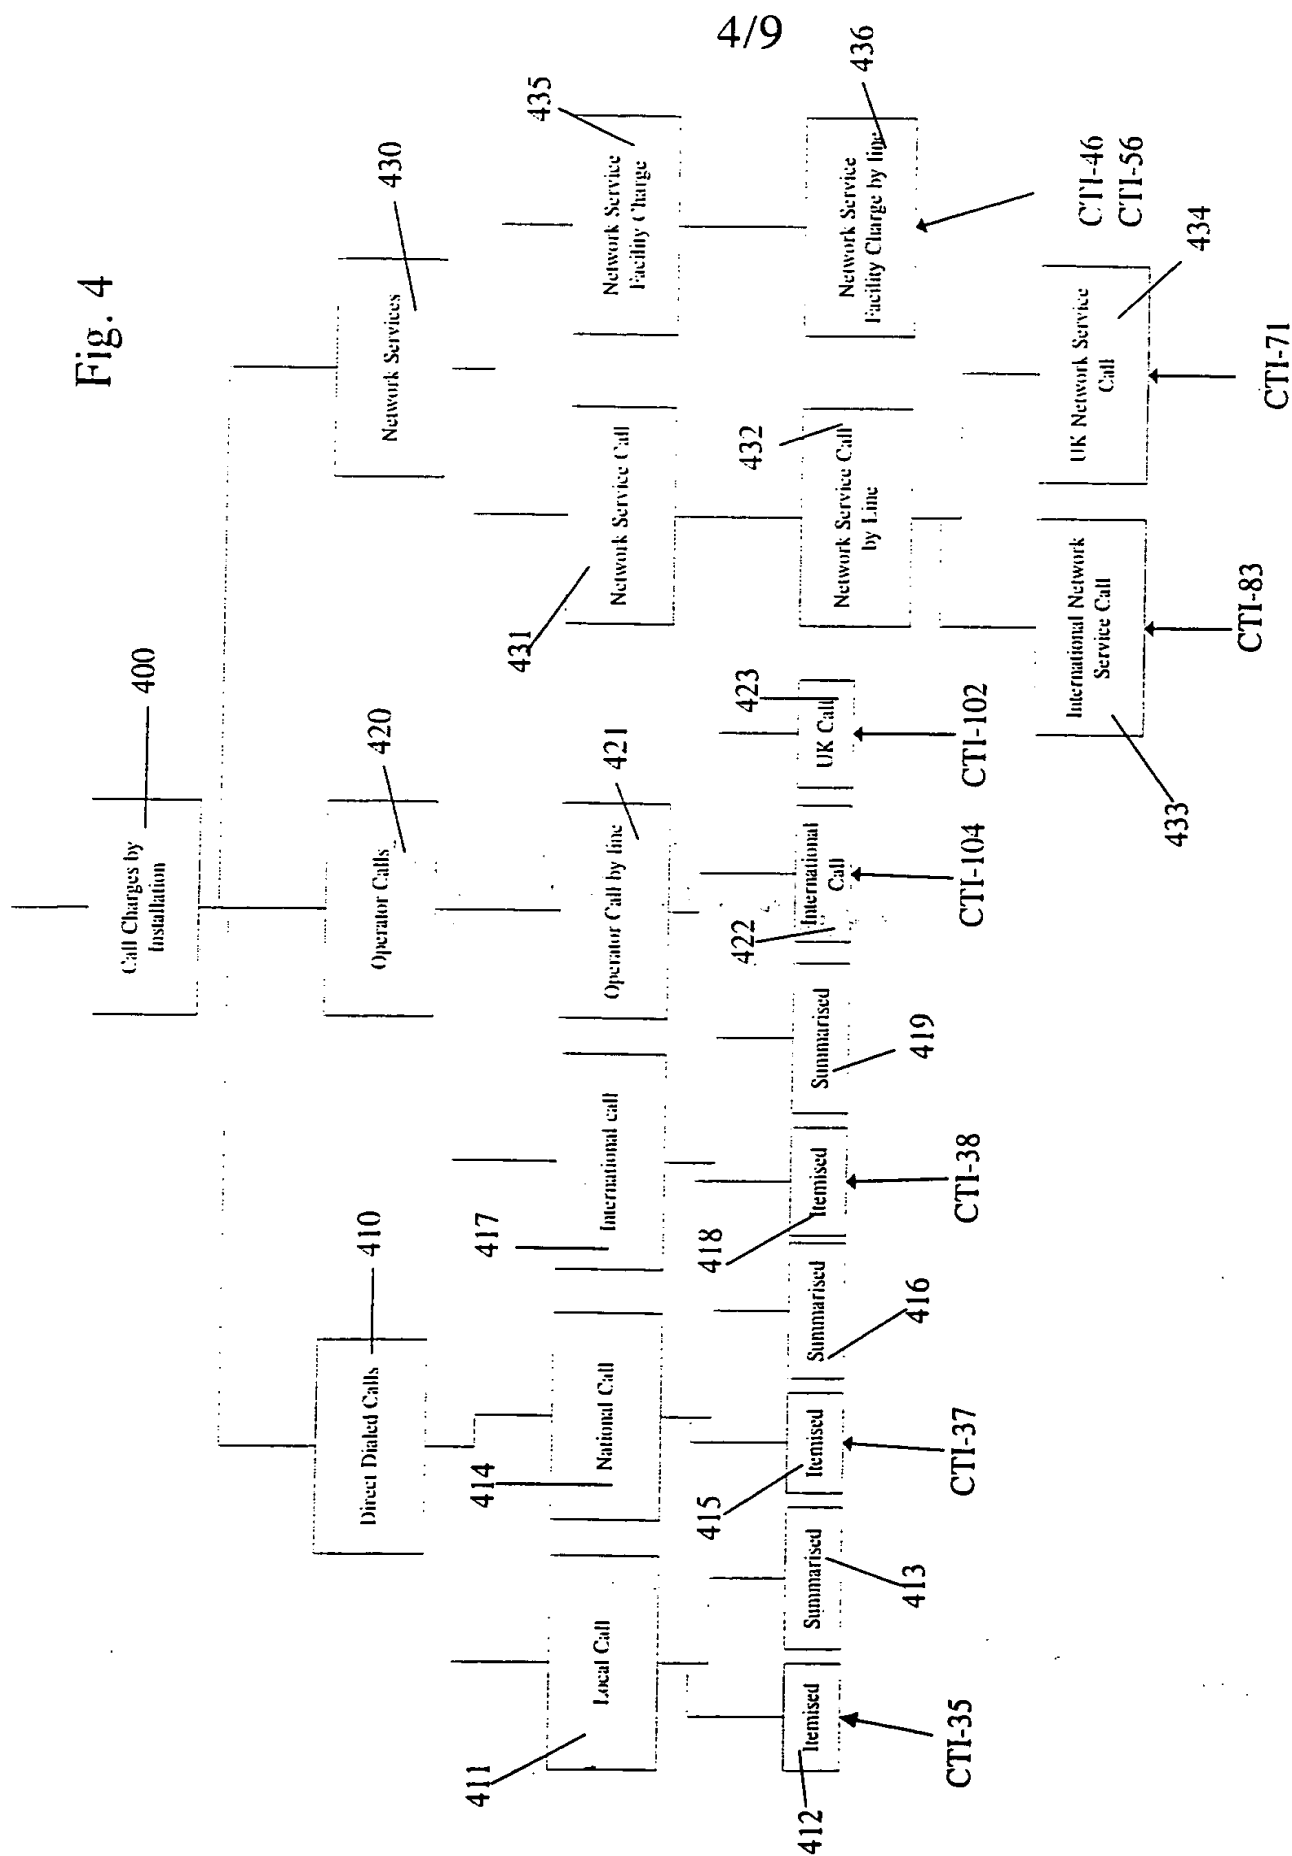 4/9
Fig. 4
Call Charges by
Installation
400
Direct Dialed Calls
410
Operator Calls
420
Network Services
430
Local Call
411
National Call
414
International call
417
Operator Call by line
421
Network Service Call
431
Network Service
Facility Charge
435
Itemised
412
Summarised
413
Itemised
415
Summarised
416
Itemised
418
Summarised
419
International
Call
422
UK Call
423
Network Service Call
by Line
432
Network Service
Facility Charge by line
436
International Network
Service Call
433
UK Network Service
Call
434
CTI-35
CTI-37
CTI-38
CTI-104
CTI-102
CTI-83
CTI-71
CTI-46
CTI-56